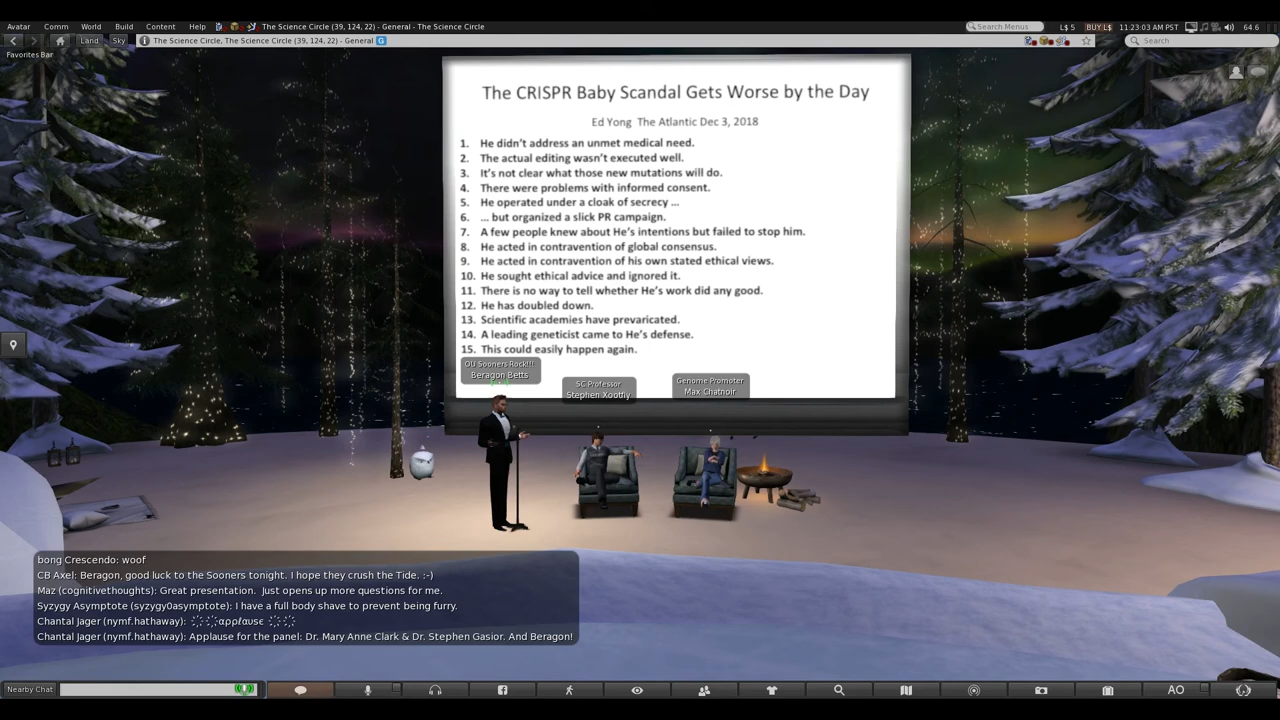 Avatar Comm World Build Content Help The Science Circle (39, 124, 22) - General - The Science Circle Search Menus L$ 5 BUY L$ 11:23:03 AM PST 64.6
Land Sky The Science Circle, The Science Circle (39, 124, 22) - General G Search
Favorites Bar
The CRISPR Baby Scandal Gets Worse by the Day
Ed Yong The Atlantic Dec 3, 2018
1. He didn't address an unmet medical need.
2. The actual editing wasn't executed well.
3. It's not clear what those new mutations will do.
4. There were problems with informed consent.
5. He operated under a cloak of secrecy ...
6. ... but organized a slick PR campaign.
7. A few people knew about He's intentions but failed to stop him.
8. He acted in contravention of global consensus.
9. He acted in contravention of his own stated ethical views.
10. He sought ethical advice and ignored it.
11. There is no way to tell whether He's work did any good.
12. He has doubled down.
13. Scientific academies have prevaricated.
14. A leading geneticist came to He's defense.
15. This could easily happen again.
OU Sooners Rock!!!
Beragon Betts
SC Professor
Stephen Xootfly
Genome Promoter
Max Chatnoir
bong Crescendo: woof
CB Axel: Beragon, good luck to the Sooners tonight. I hope they crush the Tide. :-)
Maz (cognitivethoughts): Great presentation.  Just opens up more questions for me.
Syzygy Asymptote (syzygy0asymptote): I have a full body shave to prevent being furry.
Chantal Jager (nymf.hathaway): ҉҉αρρℓαυѕє ҉҉
Chantal Jager (nymf.hathaway): Applause for the panel: Dr. Mary Anne Clark & Dr. Stephen Gasior. And Beragon!
Nearby Chat AO